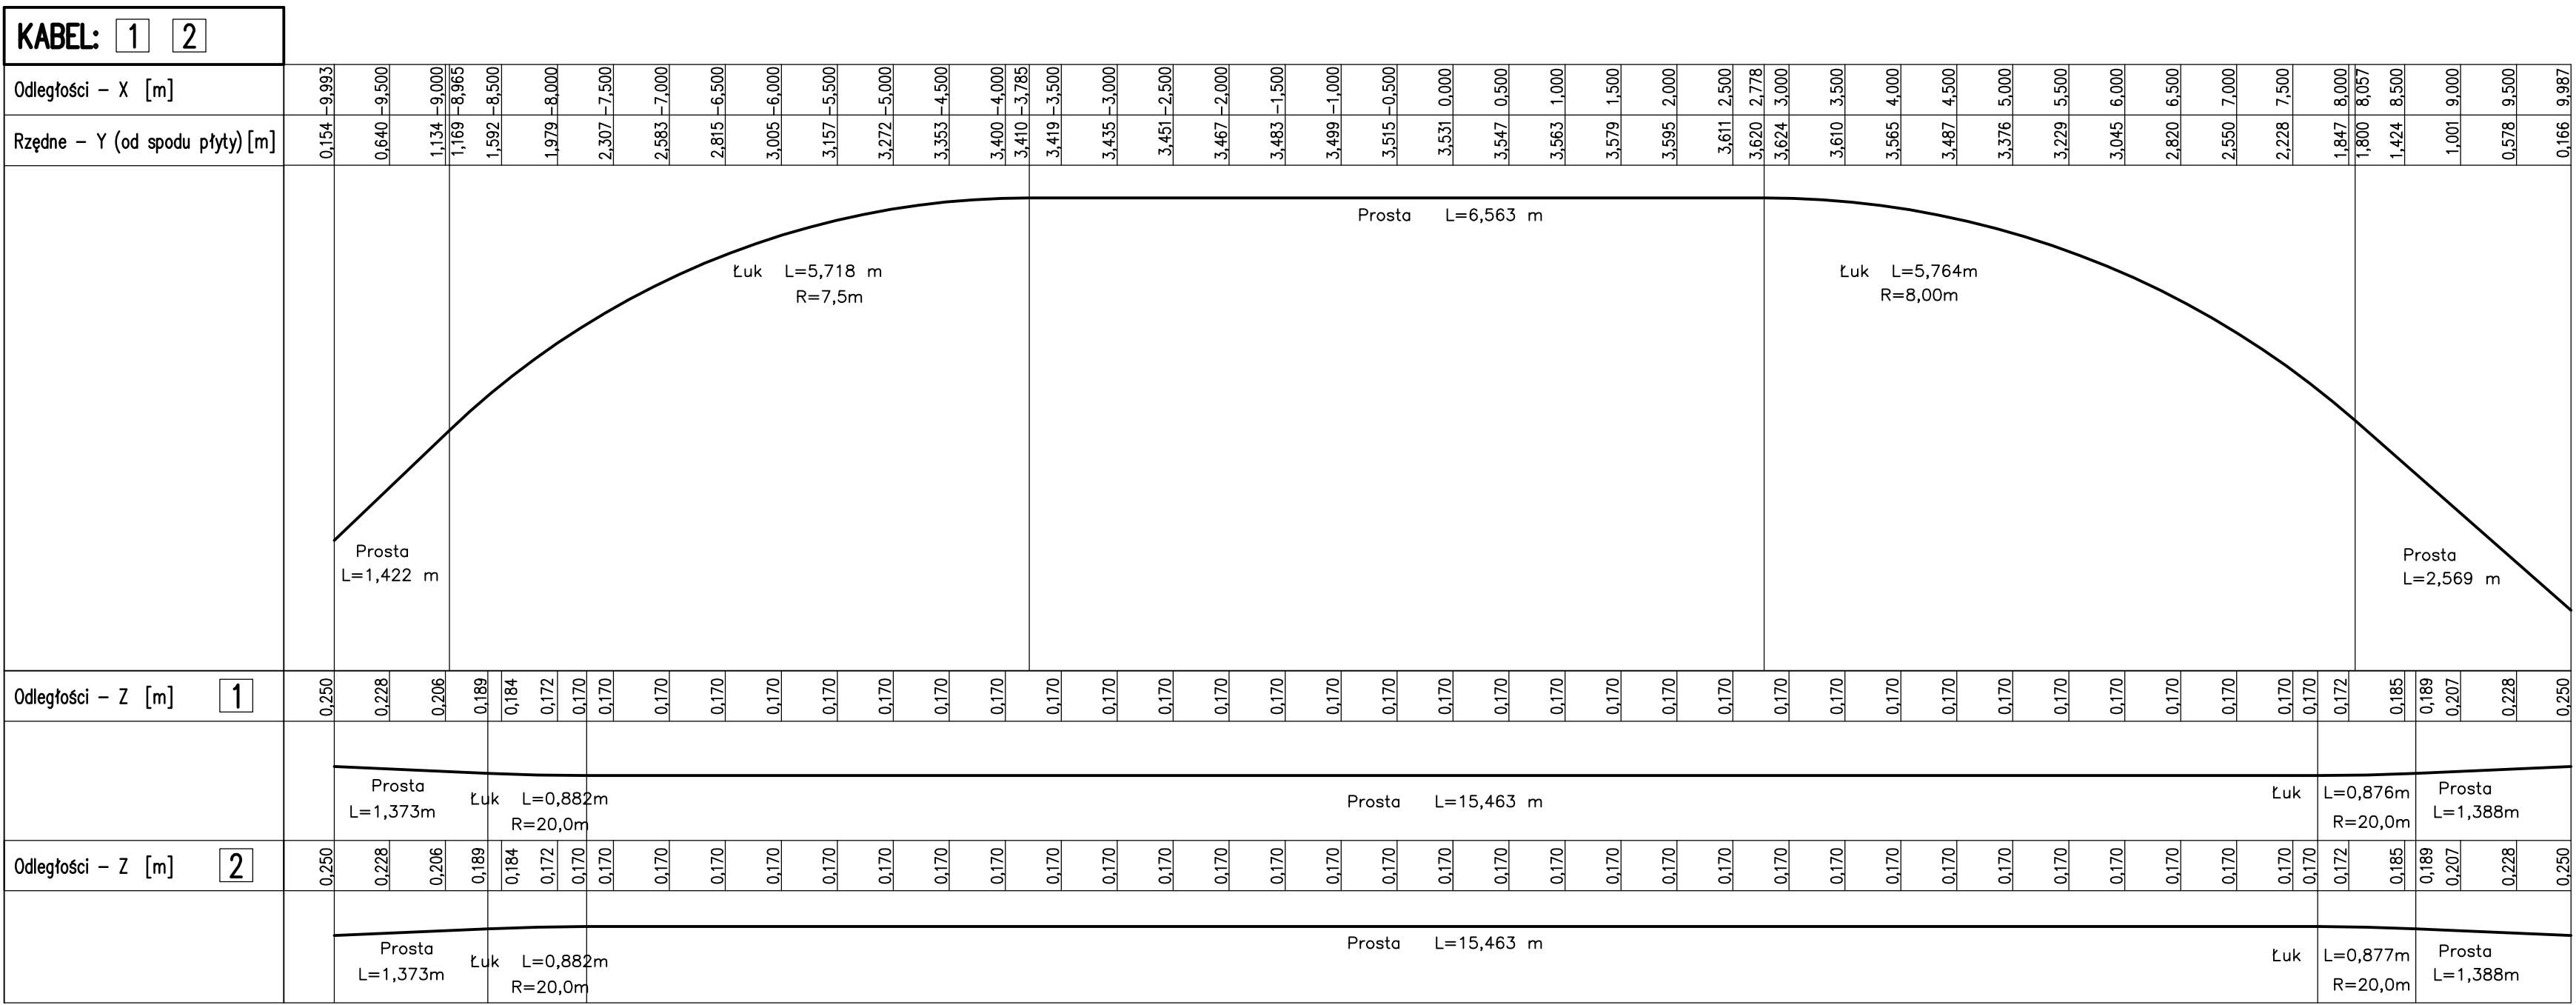 KABEL: 1 2
Odległości – X [m] –9,993 –9,500 –9,000 –8,965 –8,500 –8,000 –7,500 –7,000 –6,500 –6,000 –5,500 –5,000 –4,500 –4,000 –3,785 –3,500 –3,000 –2,500 –2,000 –1,500 –1,000 –0,500 0,000 0,500 1,000 1,500 2,000 2,500 2,778 3,000 3,500 4,000 4,500 5,000 5,500 6,000 6,500 7,000 7,500 8,000 8,057 8,500 9,000 9,500 9,987
Rzędne – Y (od spodu płyty) [m] 0,154 0,640 1,134 1,169 1,592 1,979 2,307 2,583 2,815 3,005 3,157 3,272 3,353 3,400 3,410 3,419 3,435 3,451 3,467 3,483 3,499 3,515 3,531 3,547 3,563 3,579 3,595 3,611 3,620 3,624 3,610 3,565 3,487 3,376 3,229 3,045 2,820 2,550 2,228 1,847 1,800 1,424 1,001 0,578 0,166
Prosta L=6,563 m
Łuk L=5,718 m
R=7,5m
Łuk L=5,764m
R=8,00m
Prosta
L=1,422 m
Prosta
L=2,569 m
Odległości – Z [m] 1 0,250 0,228 0,206 0,189 0,184 0,172 0,170 0,170 0,170 0,170 0,170 0,170 0,170 0,170 0,170 0,170 0,170 0,170 0,170 0,170 0,170 0,170 0,170 0,170 0,170 0,170 0,170 0,170 0,170 0,170 0,170 0,170 0,170 0,170 0,170 0,170 0,170 0,170 0,170 0,172 0,185 0,189 0,207 0,228 0,250
Prosta
L=1,373m
Łuk L=0,882m
R=20,0m
Prosta L=15,463 m
Łuk L=0,876m
R=20,0m
Prosta
L=1,388m
Odległości – Z [m] 2 0,250 0,228 0,206 0,189 0,184 0,172 0,170 0,170 0,170 0,170 0,170 0,170 0,170 0,170 0,170 0,170 0,170 0,170 0,170 0,170 0,170 0,170 0,170 0,170 0,170 0,170 0,170 0,170 0,170 0,170 0,170 0,170 0,170 0,170 0,170 0,170 0,170 0,170 0,170 0,172 0,185 0,189 0,207 0,228 0,250
Prosta
L=1,373m
Łuk L=0,882m
R=20,0m
Prosta L=15,463 m
Łuk L=0,877m
R=20,0m
Prosta
L=1,388m